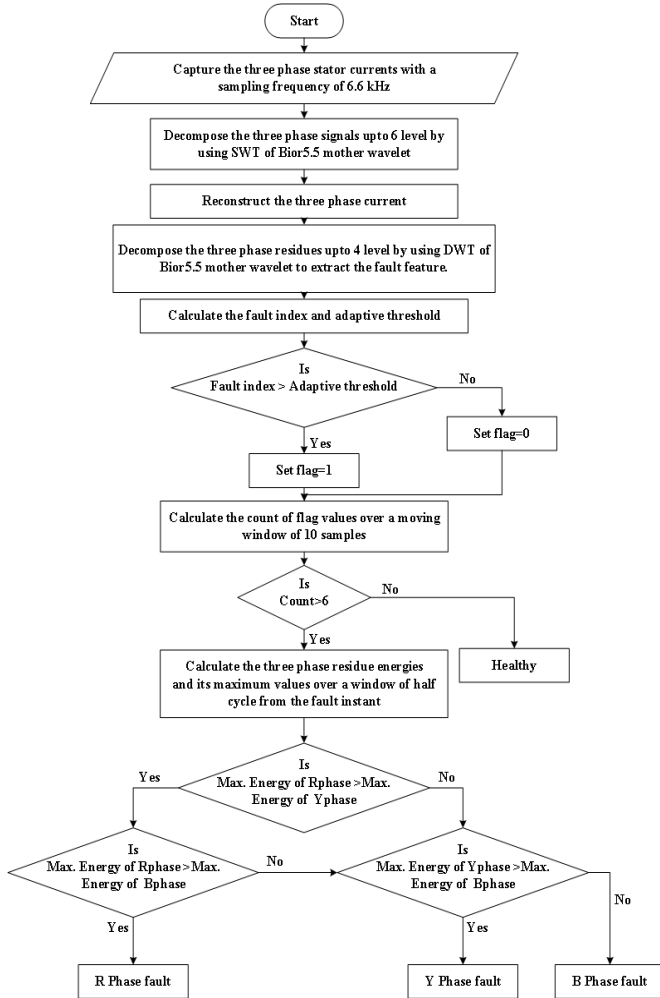 Start
Capture the three phase stator currents with a
sampling frequency of 6.6 kHz
Decompose the three phase signals upto 6 level by
using SWT of Bior5.5 mother wavelet
Reconstruct the three phase current
Decompose the three phase residues upto 4 level by using DWT of
Bior5.5 mother wavelet to extract the fault feature.
Calculate the fault index and adaptive threshold
Is
Fault index > Adaptive threshold
No
Set flag=0
Yes
Set flag=1
Calculate the count of flag values over a moving
window of 10 samples
Is
Count>6
No
Yes
Healthy
Calculate the three phase residue energies
and its maximum values over a window of half
cycle from the fault instant
Is
Max. Energy of Rphase >Max.
Energy of Yphase
Yes
No
Is
Max. Energy of Rphase >Max.
Energy of Bphase
No
Is
Max. Energy of Yphase >Max.
Energy of Bphase
No
Yes
Yes
R Phase fault
Y Phase fault
B Phase fault